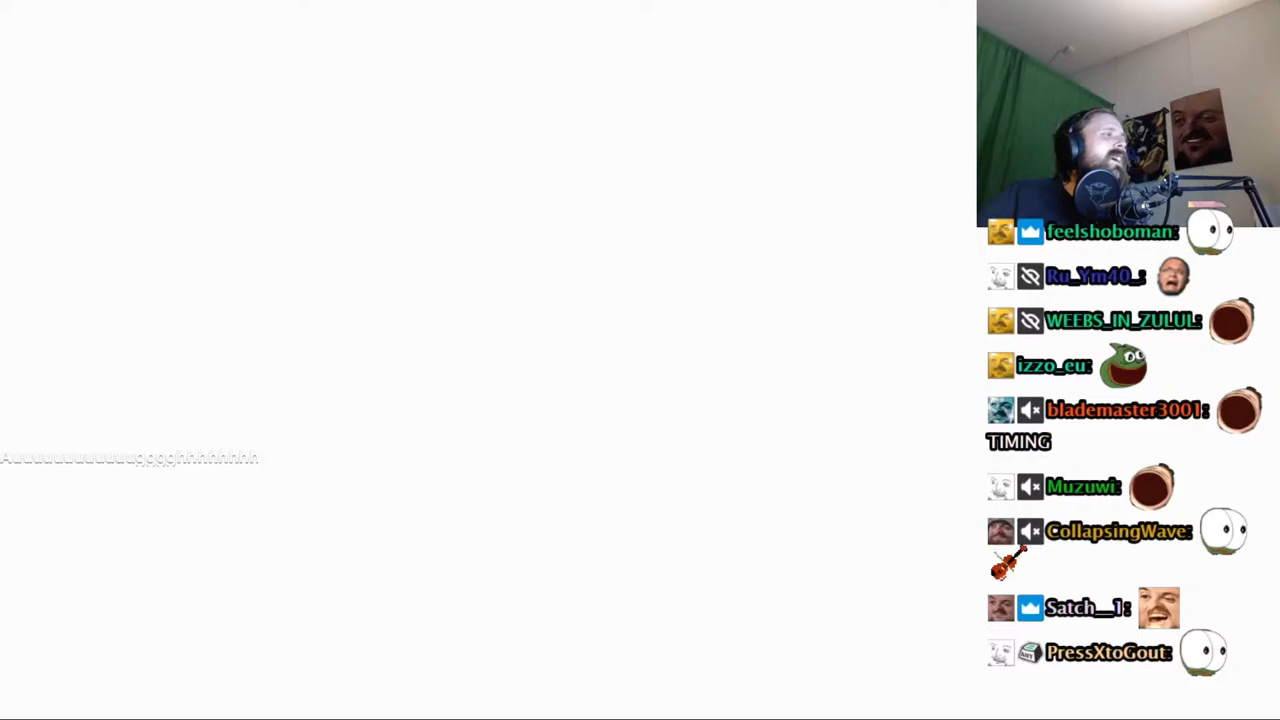 feelshoboman:
Ru_Ym40_:
WEEBS_IN_ZULUL:
izzo_eu:
blademaster3001:
TIMING
Muzuwi:
CollapsingWave:
Satch__1:
PressXtoGout: